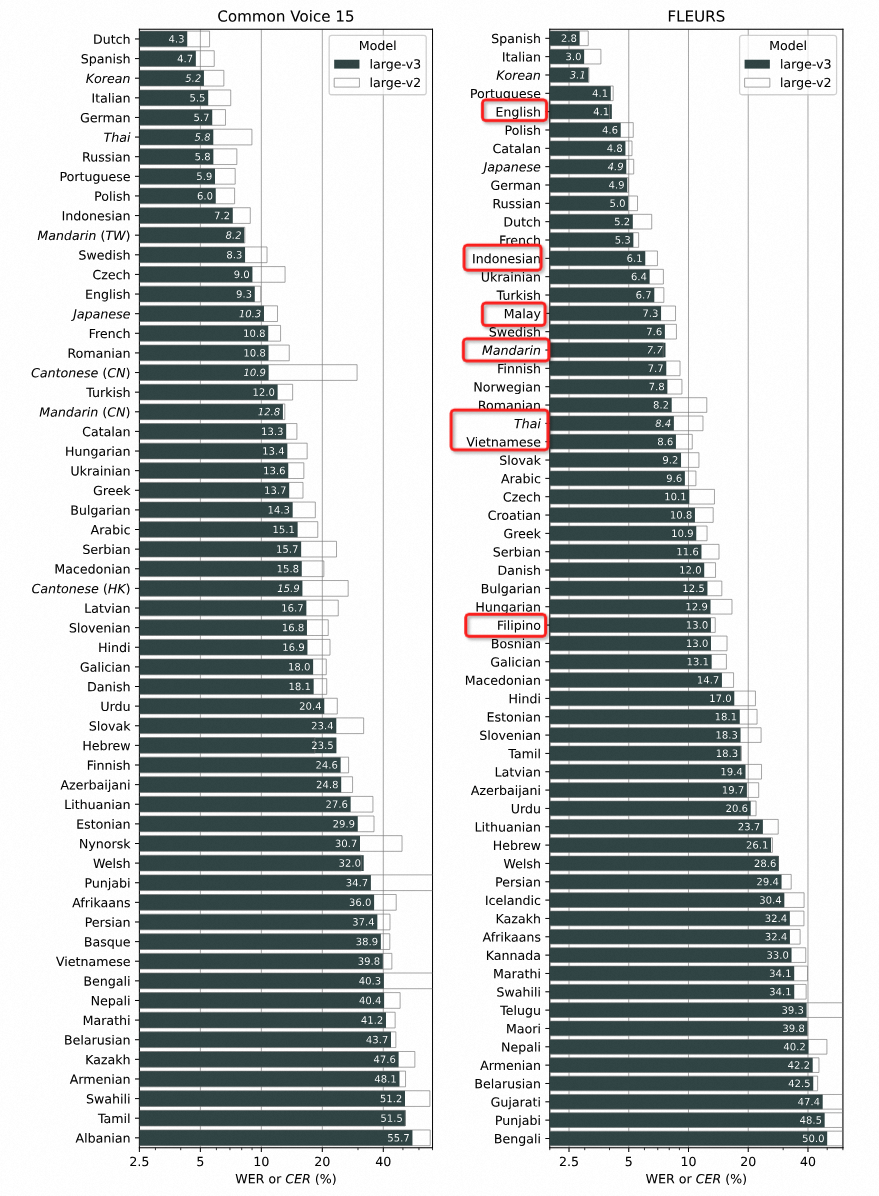 Common Voice 15
Model
large-v3
large-v2
Dutch 4.3
Spanish 4.7
Korean 5.2
Italian 5.5
German 5.7
Thai 5.8
Russian 5.8
Portuguese 5.9
Polish 6.0
Indonesian 7.2
Mandarin (TW) 8.2
Swedish 8.3
Czech 9.0
English 9.3
Japanese 10.3
French 10.8
Romanian 10.8
Cantonese (CN) 10.9
Turkish 12.0
Mandarin (CN) 12.8
Catalan 13.3
Hungarian 13.4
Ukrainian 13.6
Greek 13.7
Bulgarian 14.3
Arabic 15.1
Serbian 15.7
Macedonian 15.8
Cantonese (HK) 15.9
Latvian 16.7
Slovenian 16.8
Hindi 16.9
Galician 18.0
Danish 18.1
Urdu 20.4
Slovak 23.4
Hebrew 23.5
Finnish 24.6
Azerbaijani 24.8
Lithuanian 27.6
Estonian 29.9
Nynorsk 30.7
Welsh 32.0
Punjabi 34.7
Afrikaans 36.0
Persian 37.4
Basque 38.9
Vietnamese 39.8
Bengali 40.3
Nepali 40.4
Marathi 41.2
Belarusian 43.7
Kazakh 47.6
Armenian 48.1
Swahili 51.2
Tamil 51.5
Albanian 55.7
2.5 5 10 20 40
WER or CER (%)
FLEURS
Model
large-v3
large-v2
Spanish 2.8
Italian 3.0
Korean 3.1
Portuguese 4.1
English 4.1
Polish 4.6
Catalan 4.8
Japanese 4.9
German 4.9
Russian 5.0
Dutch 5.2
French 5.3
Indonesian 6.1
Ukrainian 6.4
Turkish 6.7
Malay 7.3
Swedish 7.6
Mandarin 7.7
Finnish 7.7
Norwegian 7.8
Romanian 8.2
Thai 8.4
Vietnamese 8.6
Slovak 9.2
Arabic 9.6
Czech 10.1
Croatian 10.8
Greek 10.9
Serbian 11.6
Danish 12.0
Bulgarian 12.5
Hungarian 12.9
Filipino 13.0
Bosnian 13.0
Galician 13.1
Macedonian 14.7
Hindi 17.0
Estonian 18.1
Slovenian 18.3
Tamil 18.3
Latvian 19.4
Azerbaijani 19.7
Urdu 20.6
Lithuanian 23.7
Hebrew 26.1
Welsh 28.6
Persian 29.4
Icelandic 30.4
Kazakh 32.4
Afrikaans 32.4
Kannada 33.0
Marathi 34.1
Swahili 34.1
Telugu 39.3
Maori 39.8
Nepali 40.2
Armenian 42.2
Belarusian 42.5
Gujarati 47.4
Punjabi 48.5
Bengali 50.0
2.5 5 10 20 40
WER or CER (%)